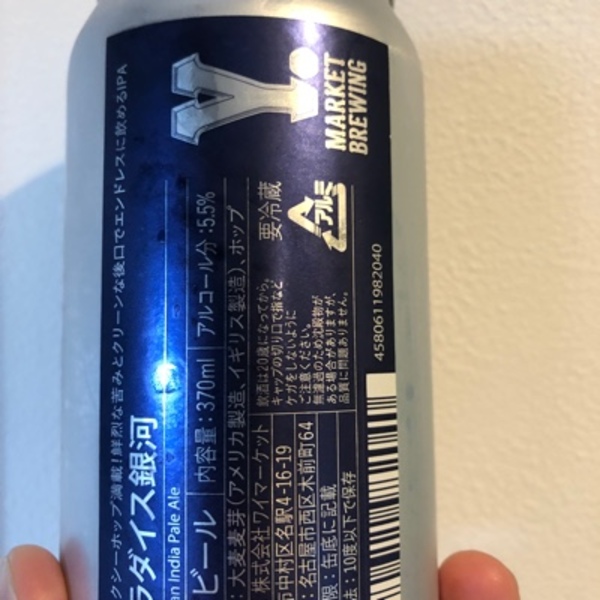 クシーホップ満載！鮮烈な苦みとクリーンな後口でエンドレスに飲めるIPA
ラダイス銀河
an India Pale Ale
ビール
内容量：370ml
アルコール分：5.5%
：大麦麦芽（アメリカ製造、イギリス製造）、ホップ
株式会社ワイマーケット
市中村区名駅4-16-19
：名古屋市西区木前町64
限：缶底に記載
法：10度以下で保存
要冷蔵
飲酒は20歳になってから。
キャップの切り口で指など
ケガをしないように
ご注意ください。
無濾過のため沈殿物が
ある場合がありますが、
品質に問題ありません。
アルミ
Y.
MARKET
BREWING
4580611982040